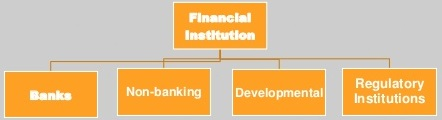 Financial
Institution
Banks
Non-banking
Developmental
Regulatory
Institutions